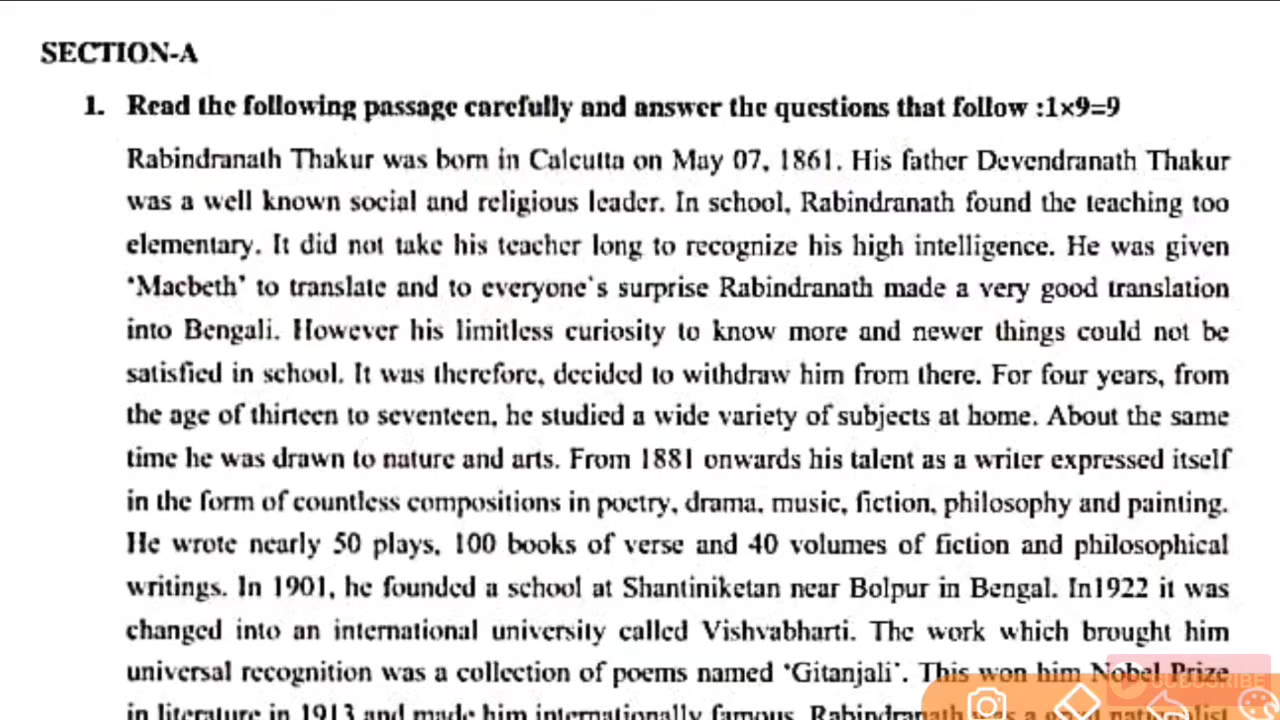 SECTION-A
1. Read the following passage carefully and answer the questions that follow :1×9=9
Rabindranath Thakur was born in Calcutta on May 07, 1861. His father Devendranath Thakur
was a well known social and religious leader. In school, Rabindranath found the teaching too
elementary. It did not take his teacher long to recognize his high intelligence. He was given
'Macbeth' to translate and to everyone's surprise Rabindranath made a very good translation
into Bengali. However his limitless curiosity to know more and newer things could not be
satisfied in school. It was therefore, decided to withdraw him from there. For four years, from
the age of thirteen to seventeen, he studied a wide variety of subjects at home. About the same
time he was drawn to nature and arts. From 1881 onwards his talent as a writer expressed itself
in the form of countless compositions in poetry, drama, music, fiction, philosophy and painting.
He wrote nearly 50 plays, 100 books of verse and 40 volumes of fiction and philosophical
writings. In 1901, he founded a school at Shantiniketan near Bolpur in Bengal. In1922 it was
changed into an international university called Vishvabharti. The work which brought him
universal recognition was a collection of poems named 'Gitanjali'. This won him Nobel Prize
SUBSCRIBE
in literature in 1913 and made him internationally famous. Rabindranath was a